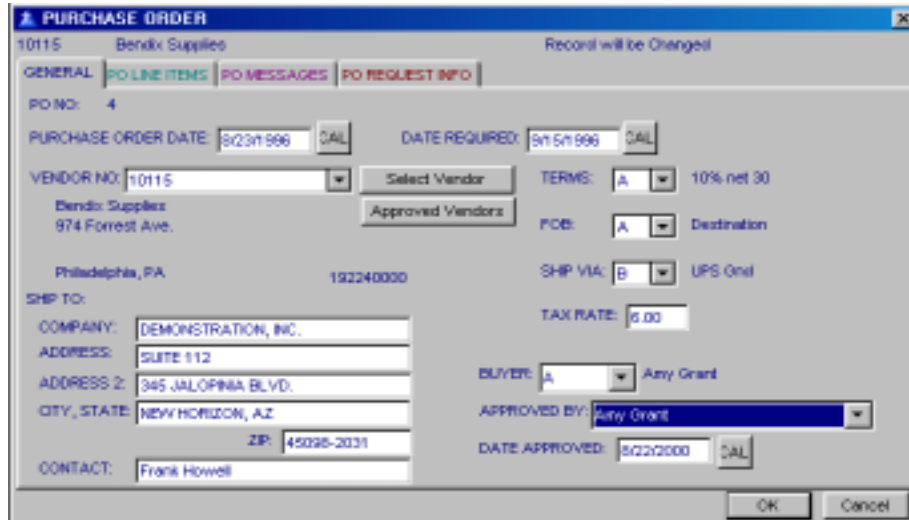 PURCHASE ORDER
10115 Bendix Supplies Record will be Changed
GENERAL PO LINE ITEMS PO MESSAGES PO REQUEST INFO
PO NO: 4
PURCHASE ORDER DATE: 8/23/1996 CAL DATE REQUIRED: 9/15/1996 CAL
VENDOR NO: 10115 Select Vendor TERMS: A 10% net 30
Bendix Supplies Approved Vendors
974 Forrest Ave. FOB: A Destination
Philadelphia, PA 192240000 SHIP VIA: B UPS Gnd
SHIP TO:
TAX RATE: 6.00
COMPANY: DEMONSTRATION, INC.
ADDRESS: SUITE 112
ADDRESS 2: 345 JALOPINIA BLVD. BUYER: A Amy Grant
CITY, STATE: NEW HORIZON, AZ APPROVED BY: Amy Grant
ZIP: 45098-2031 DATE APPROVED: 8/22/2000 CAL
CONTACT: Frank Howell
OK Cancel